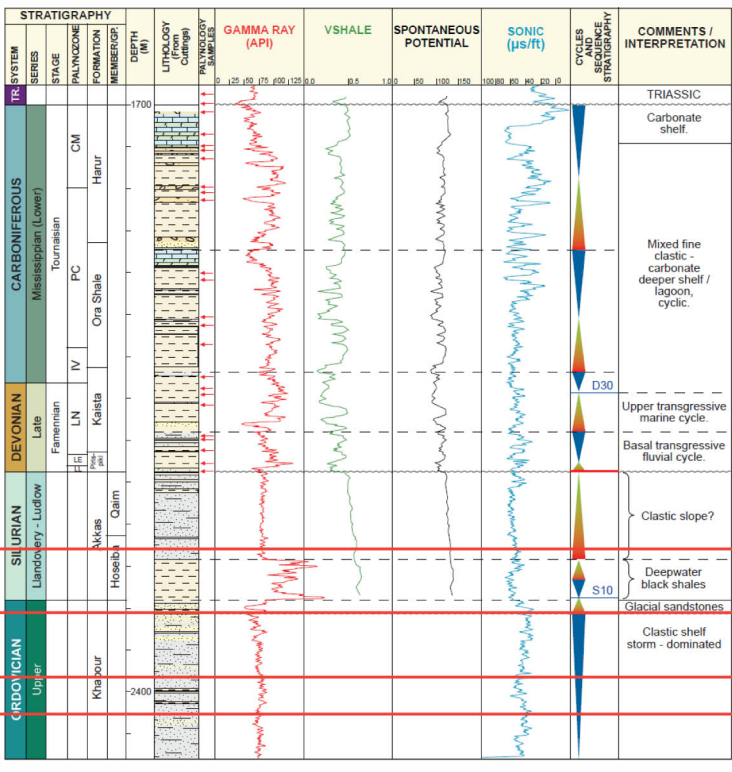 STRATIGRAPHY
SYSTEM
SERIES
STAGE
PALYNOZONE
FORMATION
MEMBER/GP.
DEPTH
(M)
LITHOLOGY
(From
Cuttings)
PALYNOLOGY
SAMPLES
GAMMA RAY
(API)
VSHALE
SPONTANEOUS
POTENTIAL
SONIC
(µs/ft)
CYCLES
AND
SEQUENCE
STRATIGRAPHY
COMMENTS /
INTERPRETATION
0 |25 |50 |75 |100 |125
0.0 |0.5 1.0
0 |50 |100 |150
100 80 60 40 20 0
TR.
1700
TRIASSIC
Carbonate
shelf.
CARBONIFEROUS
Mississippian (Lower)
Tournaisian
CM
Harur
PC
Ora Shale
IV
Mixed fine
clastic -
carbonate
deeper shelf /
lagoon,
cyclic.
D30
DEVONIAN
Late
Famennian
LN
Kaista
LE
Piris-
piki
Upper transgressive
marine cycle.
Basal transgressive
fluvial cycle.
SILURIAN
Llandovery - Ludlow
Akkas
Qaim
Hoseiba
Clastic slope?
Deepwater
black shales
S10
Glacial sandstones
ORDOVICIAN
Upper
Khabour
2400
Clastic shelf
storm - dominated